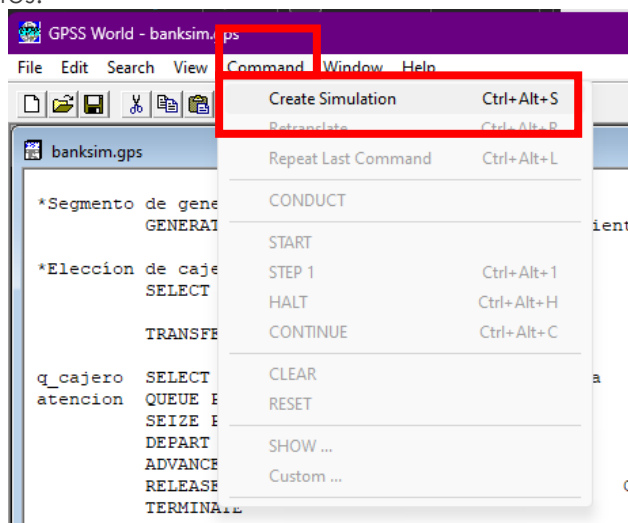 GPSS World - banksim.gps
File Edit Search View Command Window Help
Create Simulation Ctrl+Alt+S
Retranslate Ctrl+Alt+R
banksim.gps
Repeat Last Command Ctrl+Alt+L
*Segmento de gene
CONDUCT
GENERAT
START
*Eleccíon de caje
STEP 1 Ctrl+Alt+1
SELECT
HALT Ctrl+Alt+H
TRANSFE
CONTINUE Ctrl+Alt+C
q_cajero SELECT
CLEAR
a
atencion QUEUE
RESET
SEIZE
DEPART
SHOW ...
ADVANCE
Custom ...
RELEASE
TERMINATE